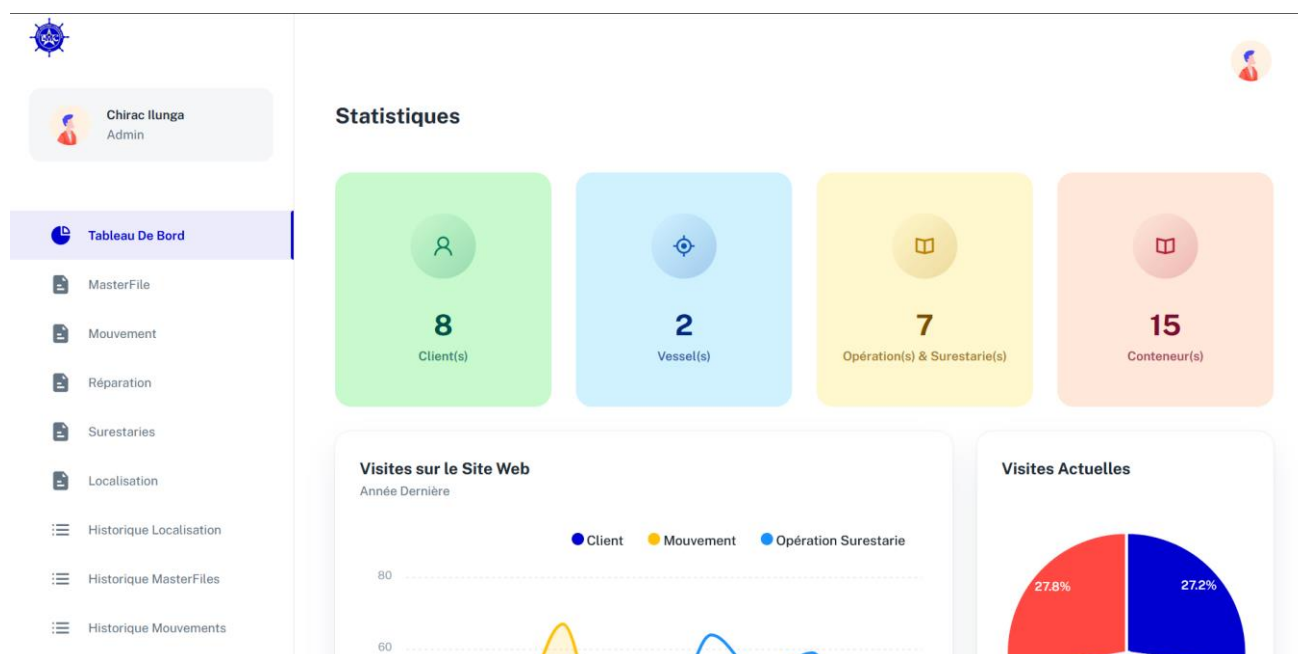 Chirac Ilunga
Admin
Tableau De Bord
MasterFile
Mouvement
Réparation
Surestaries
Localisation
Historique Localisation
Historique MasterFiles
Historique Mouvements
Statistiques
8
Client(s)
2
Vessel(s)
7
Opération(s) & Surestarie(s)
15
Conteneur(s)
Visites sur le Site Web
Année Dernière
Client Mouvement Opération Surestarie
80
60
Visites Actuelles
27.8% 27.2%